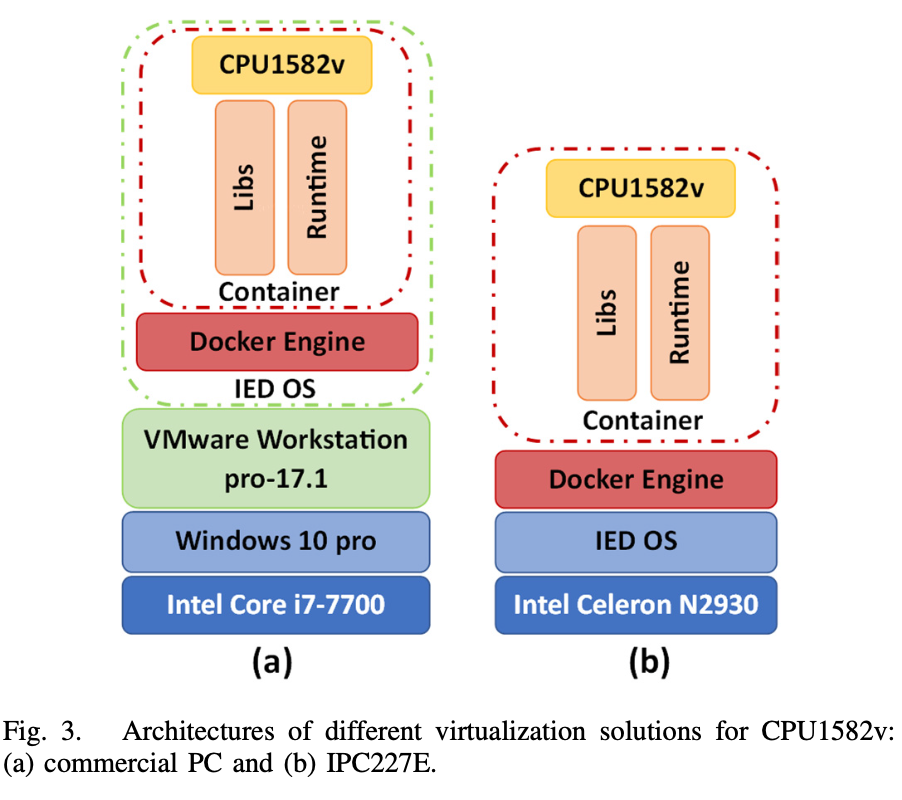 CPU1582v
Libs
Runtime
Container
Docker Engine
IED OS
VMware Workstation
pro-17.1
Windows 10 pro
Intel Core i7-7700
(a)
CPU1582v
Libs
Runtime
Container
Docker Engine
IED OS
Intel Celeron N2930
(b)
Fig. 3. Architectures of different virtualization solutions for CPU1582v:
(a) commercial PC and (b) IPC227E.